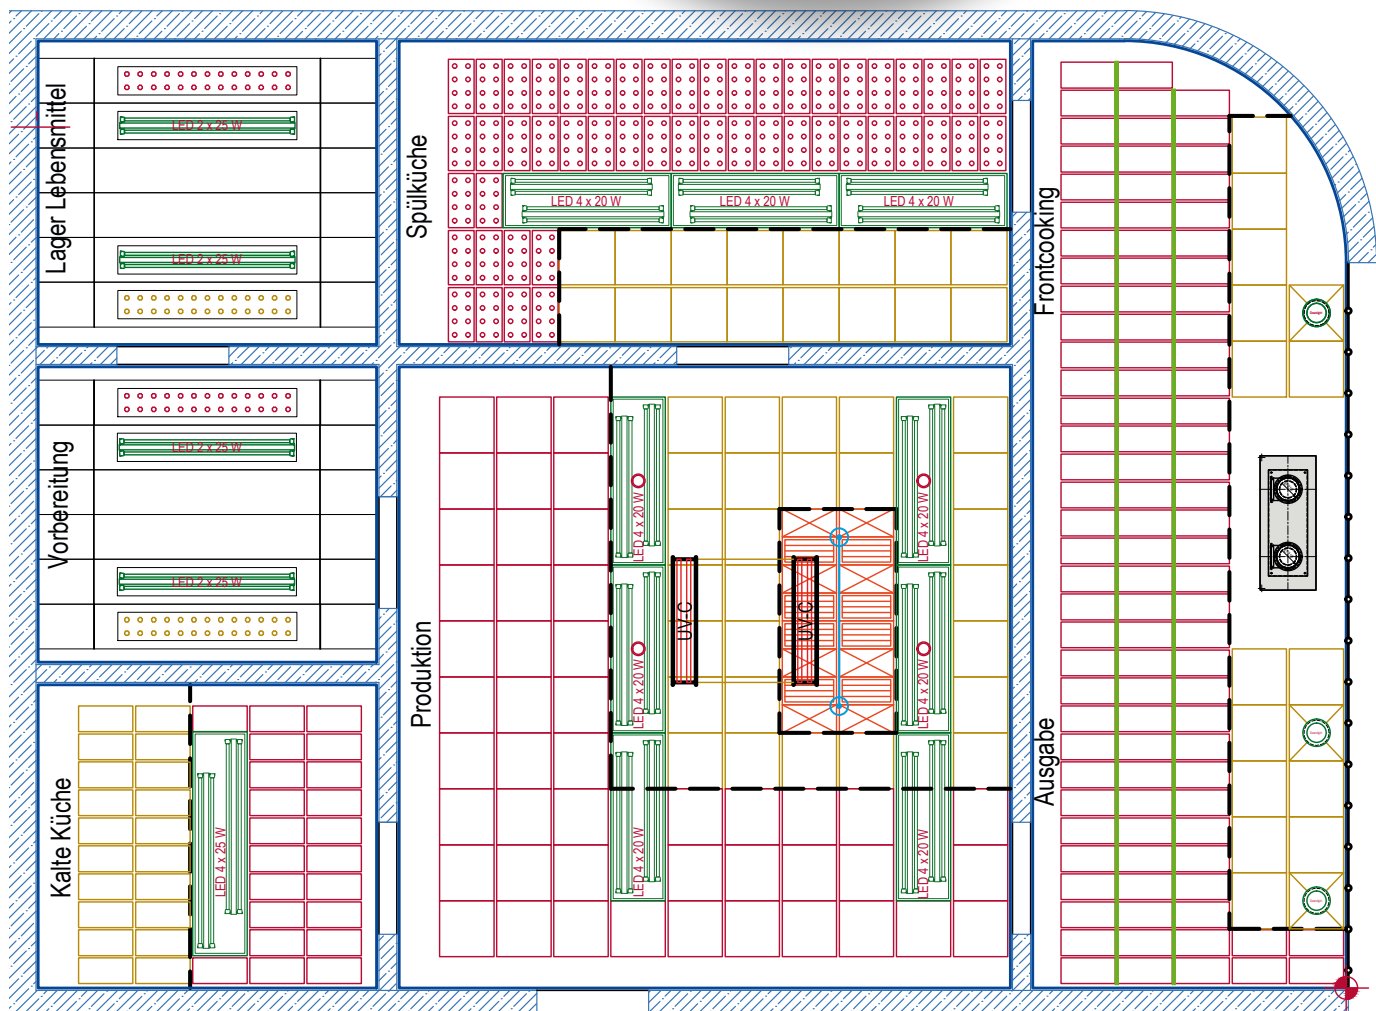 Lager Lebensmittel
LED 2 x 25 W
LED 2 x 25 W
Spülküche
LED 4 x 20 W
LED 4 x 20 W
LED 4 x 20 W
Frontcooking
Vorbereitung
LED 2 x 25 W
LED 2 x 25 W
Produktion
LED 4 x 20 W
LED 4 x 20 W
LED 4 x 20 W
UV-C
UV-C
LED 4 x 20 W
LED 4 x 20 W
LED 4 x 20 W
Kalte Küche
LED 4 x 25 W
Ausgabe